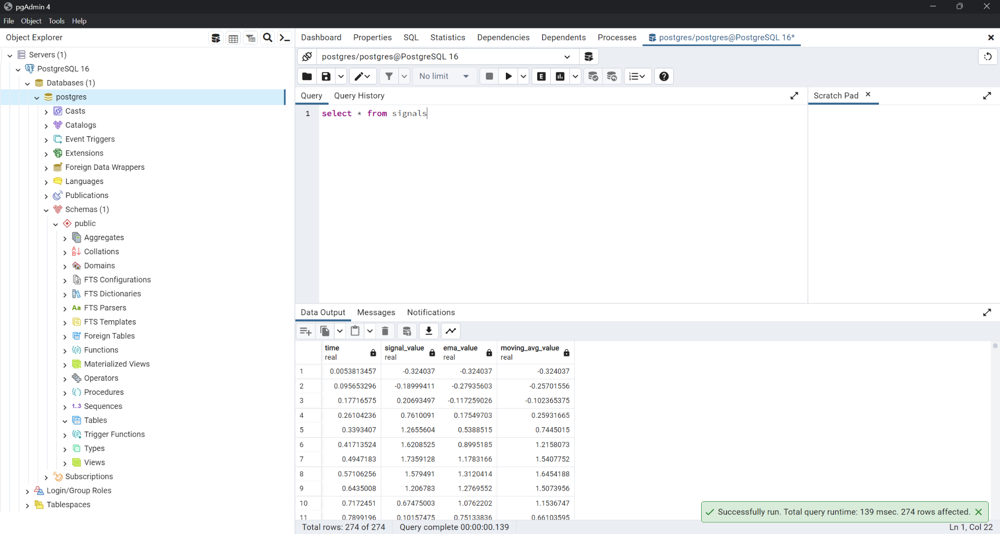 pgAdmin 4
File Object Tools Help
Object Explorer
Dashboard Properties SQL Statistics Dependencies Dependents Processes postgres/postgres@PostgreSQL 16*
Servers (1)
PostgreSQL 16
Databases (1)
postgres
Casts
Catalogs
Event Triggers
Extensions
Foreign Data Wrappers
Languages
Publications
Schemas (1)
public
Aggregates
Collations
Domains
FTS Configurations
FTS Dictionaries
Aa FTS Parsers
FTS Templates
Foreign Tables
Functions
Materialized Views
Operators
Procedures
1..3 Sequences
Tables
Trigger Functions
Types
Views
Subscriptions
Login/Group Roles
Tablespaces
postgres/postgres@PostgreSQL 16
No limit
E
Query Query History
Scratch Pad
1 select * from signals
Data Output Messages Notifications
time signal_value ema_value moving_avg_value
real real real real
1 0.0053813457 -0.324037 -0.324037 -0.324037
2 0.095653296 -0.18999411 -0.27935603 -0.25701556
3 0.17716575 0.20693497 -0.117259026 -0.102365375
4 0.26104236 0.7610091 0.17549703 0.25931665
5 0.3393407 1.2655604 0.5388515 0.7445015
6 0.41713524 1.6208525 0.8995185 1.2158073
7 0.4947183 1.7359128 1.1783166 1.5407752
8 0.57106256 1.579491 1.3120414 1.6454188
9 0.6435008 1.206783 1.2769552 1.5073956
10 0.7172451 0.67475003 1.0762202 1.1536747
11 0.7899196 0.10157475 0.75133836 0.66103595
Successfully run. Total query runtime: 139 msec. 274 rows affected.
Total rows: 274 of 274 Query complete 00:00:00.139
Ln 1, Col 22